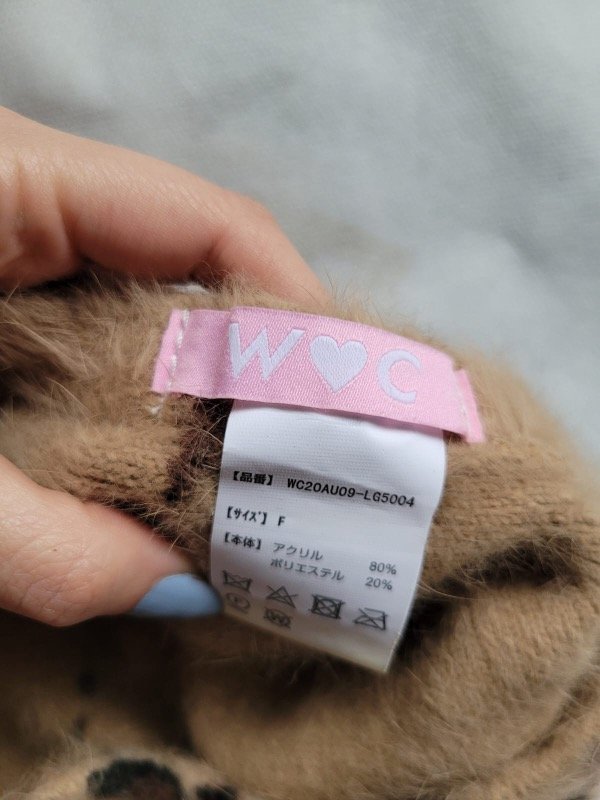 W♥C
【品番】 WC20AU09-LG5004
【サイズ】 F
【本体】 アクリル 80%
ポリエステル 20%